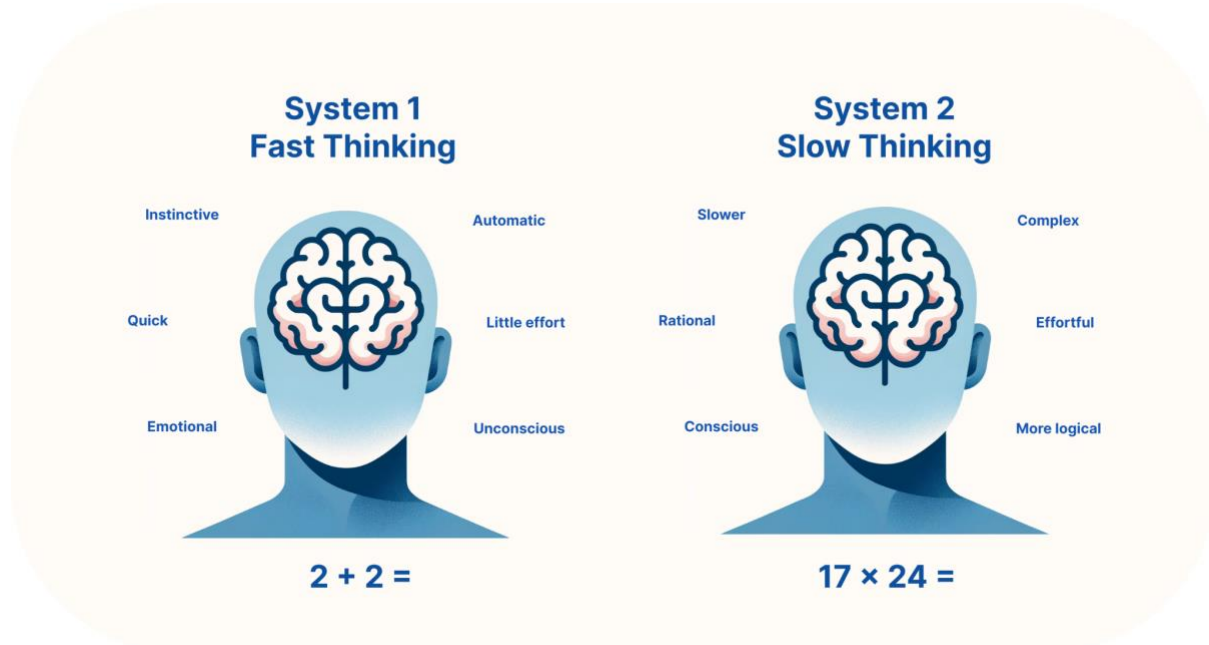 System 1
Fast Thinking
Instinctive
Automatic
Quick
Little effort
Emotional
Unconscious
2 + 2 =
System 2
Slow Thinking
Slower
Complex
Rational
Effortful
Conscious
More logical
17 × 24 =